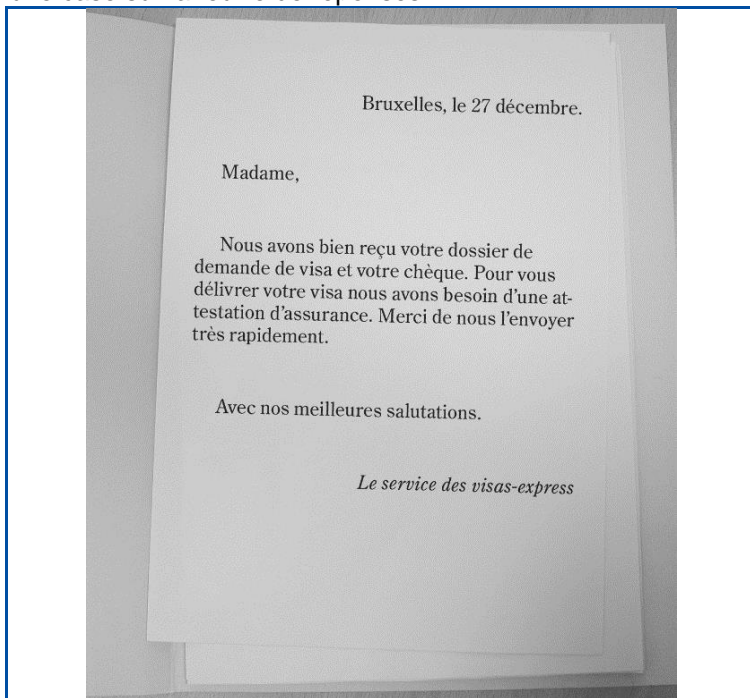 Bruxelles, le 27 décembre.
Madame,
Nous avons bien reçu votre dossier de
demande de visa et votre chèque. Pour vous
délivrer votre visa nous avons besoin d'une at-
testation d'assurance. Merci de nous l'envoyer
très rapidement.
Avec nos meilleures salutations.
Le service des visas-express